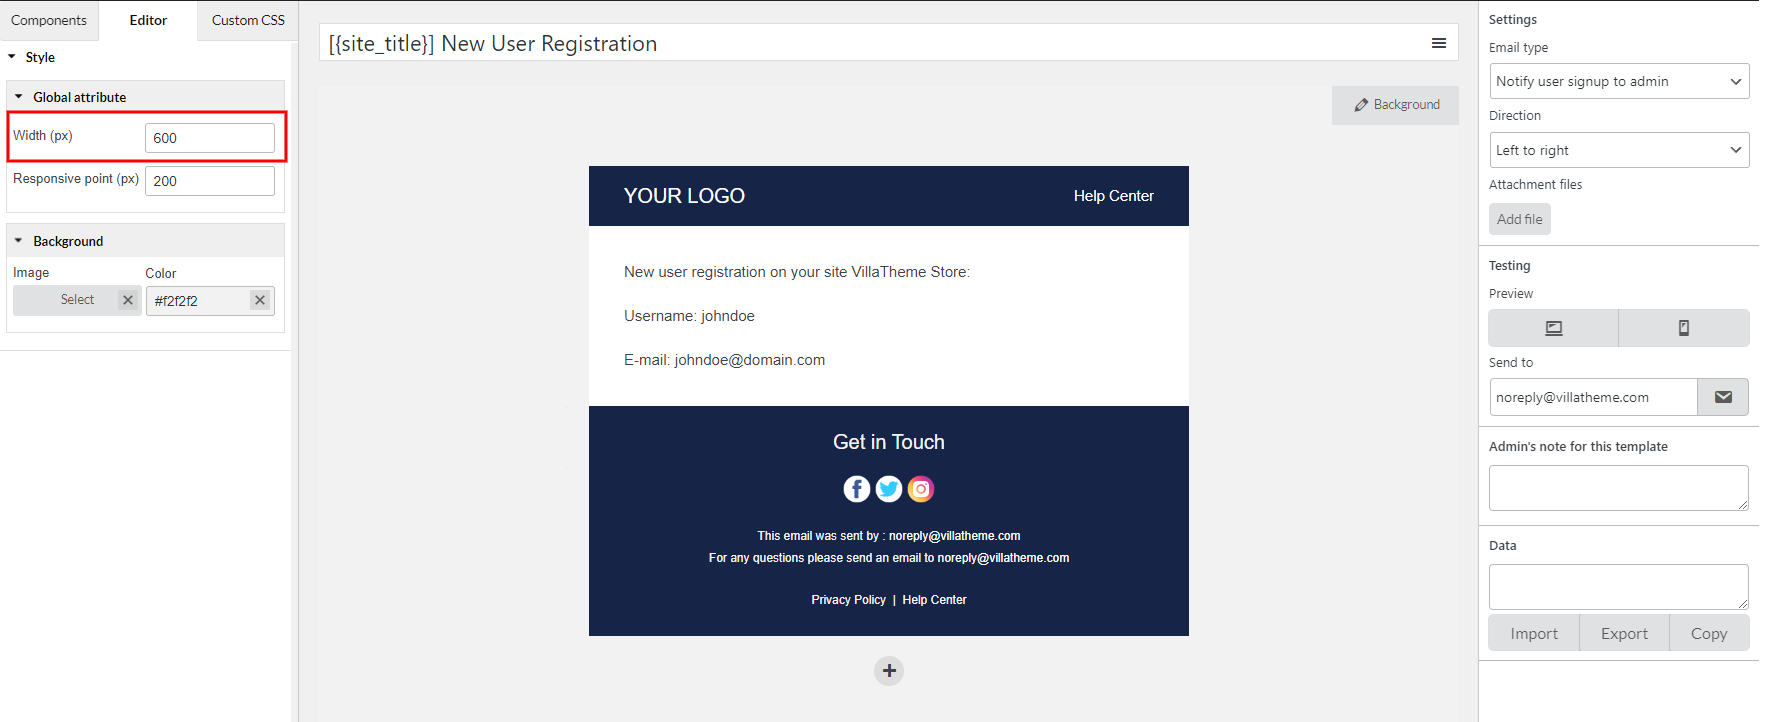 Components
Editor
Custom CSS
Style
Global attribute
Width (px)
600
Responsive point (px)
200
Background
Image
Color
Select
#f2f2f2
[{site_title}] New User Registration
Background
YOUR LOGO
Help Center
New user registration on your site VillaTheme Store:
Username: johndoe
E-mail: johndoe@domain.com
Get in Touch
This email was sent by : noreply@villatheme.com
For any questions please send an email to noreply@villatheme.com
Privacy Policy | Help Center
Settings
Email type
Notify user signup to admin
Direction
Left to right
Attachment files
Add file
Testing
Preview
Send to
noreply@villatheme.com
Admin's note for this template
Data
Import
Export
Copy